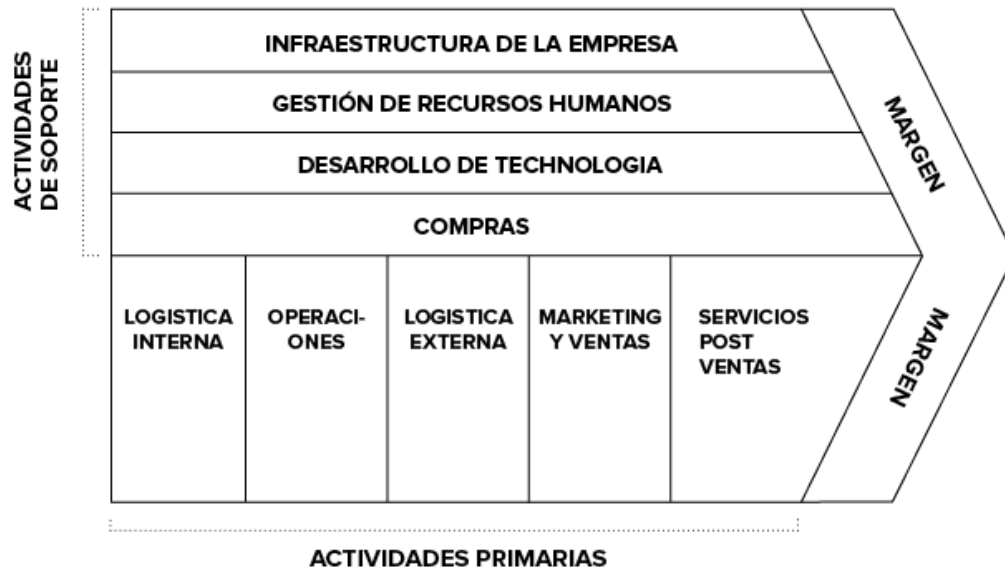 ACTIVIDADES
DE SOPORTE
INFRAESTRUCTURA DE LA EMPRESA
GESTIÓN DE RECURSOS HUMANOS
DESARROLLO DE TECHNOLOGIA
COMPRAS
MARGEN
LOGISTICA
INTERNA
OPERACI-
ONES
LOGISTICA
EXTERNA
MARKETING
Y VENTAS
SERVICIOS
POST
VENTAS
MARGEN
ACTIVIDADES PRIMARIAS